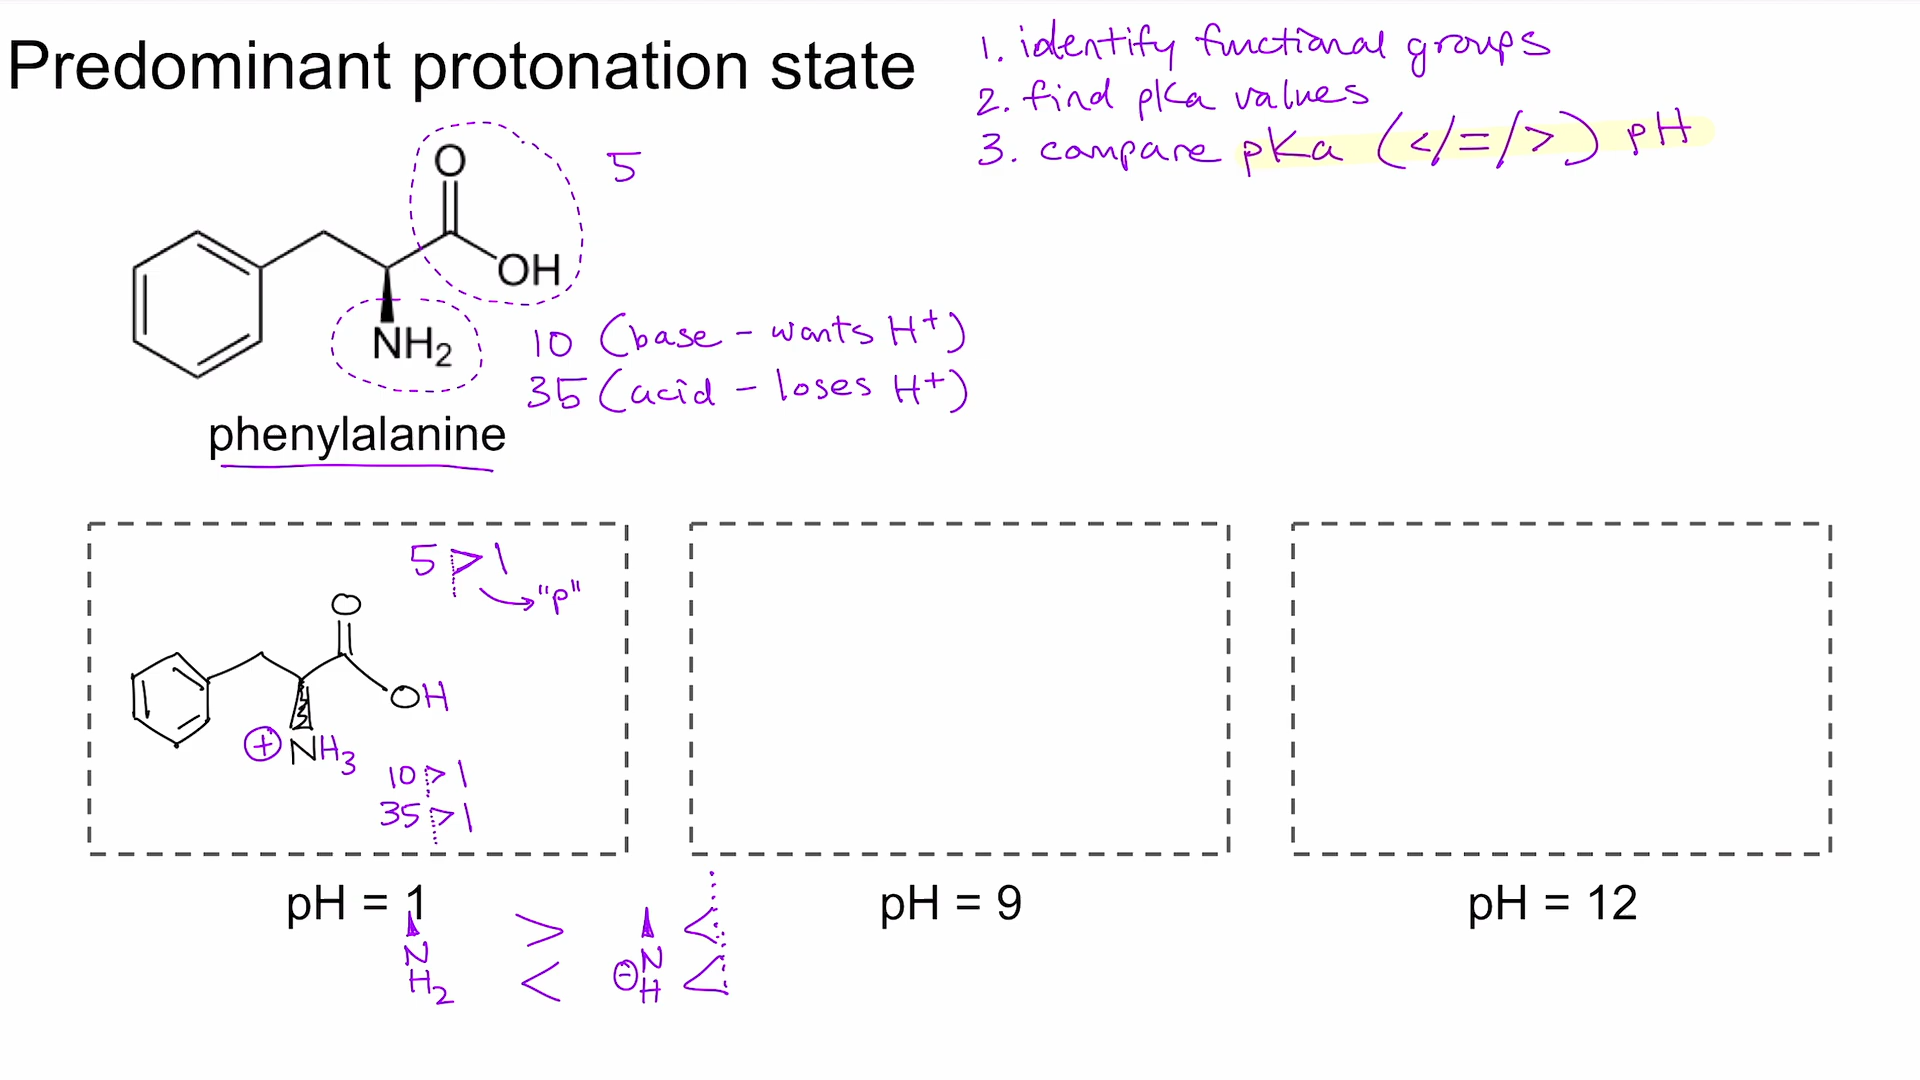 Predominant protonation state
1. identify functional groups
2. find pKa values
3. compare pKa (</=/>) pH
O
5
OH
NH2
10 (base - wants H+)
35 (acid - loses H+)
phenylalanine
5 > 1
"p"
O
OH
⊕ NH3
10 > 1
35 > 1
pH = 1
pH = 9
pH = 12
N
H2
>
<
N
⊖H
<
<